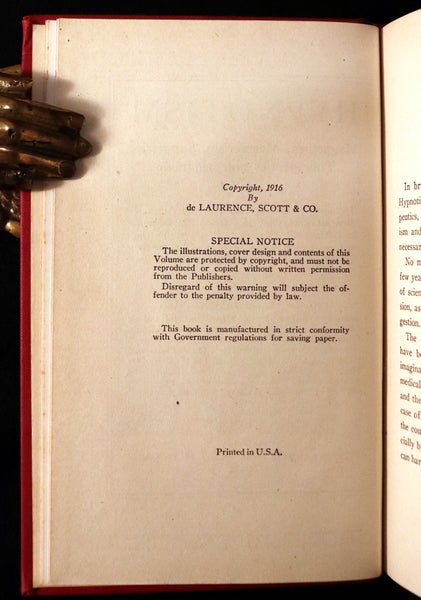 Copyright, 1916
By
de LAURENCE, SCOTT & CO.
SPECIAL NOTICE
The illustrations, cover design and contents of this
Volume are protected by copyright, and must not be
reproduced or copied without written permission
from the Publishers.
Disregard of this warning will subject the of-
fender to the penalty provided by law.
This book is manufactured in strict conformity
with Government regulations for saving paper.
Printed in U.S.A.
In br
Hypnoti
peutics,
ism and
necessar
No m
few year
of scien
sion, as
gestion.
The
have b
imagina
medical
and the
case of
the con
cially b
can har